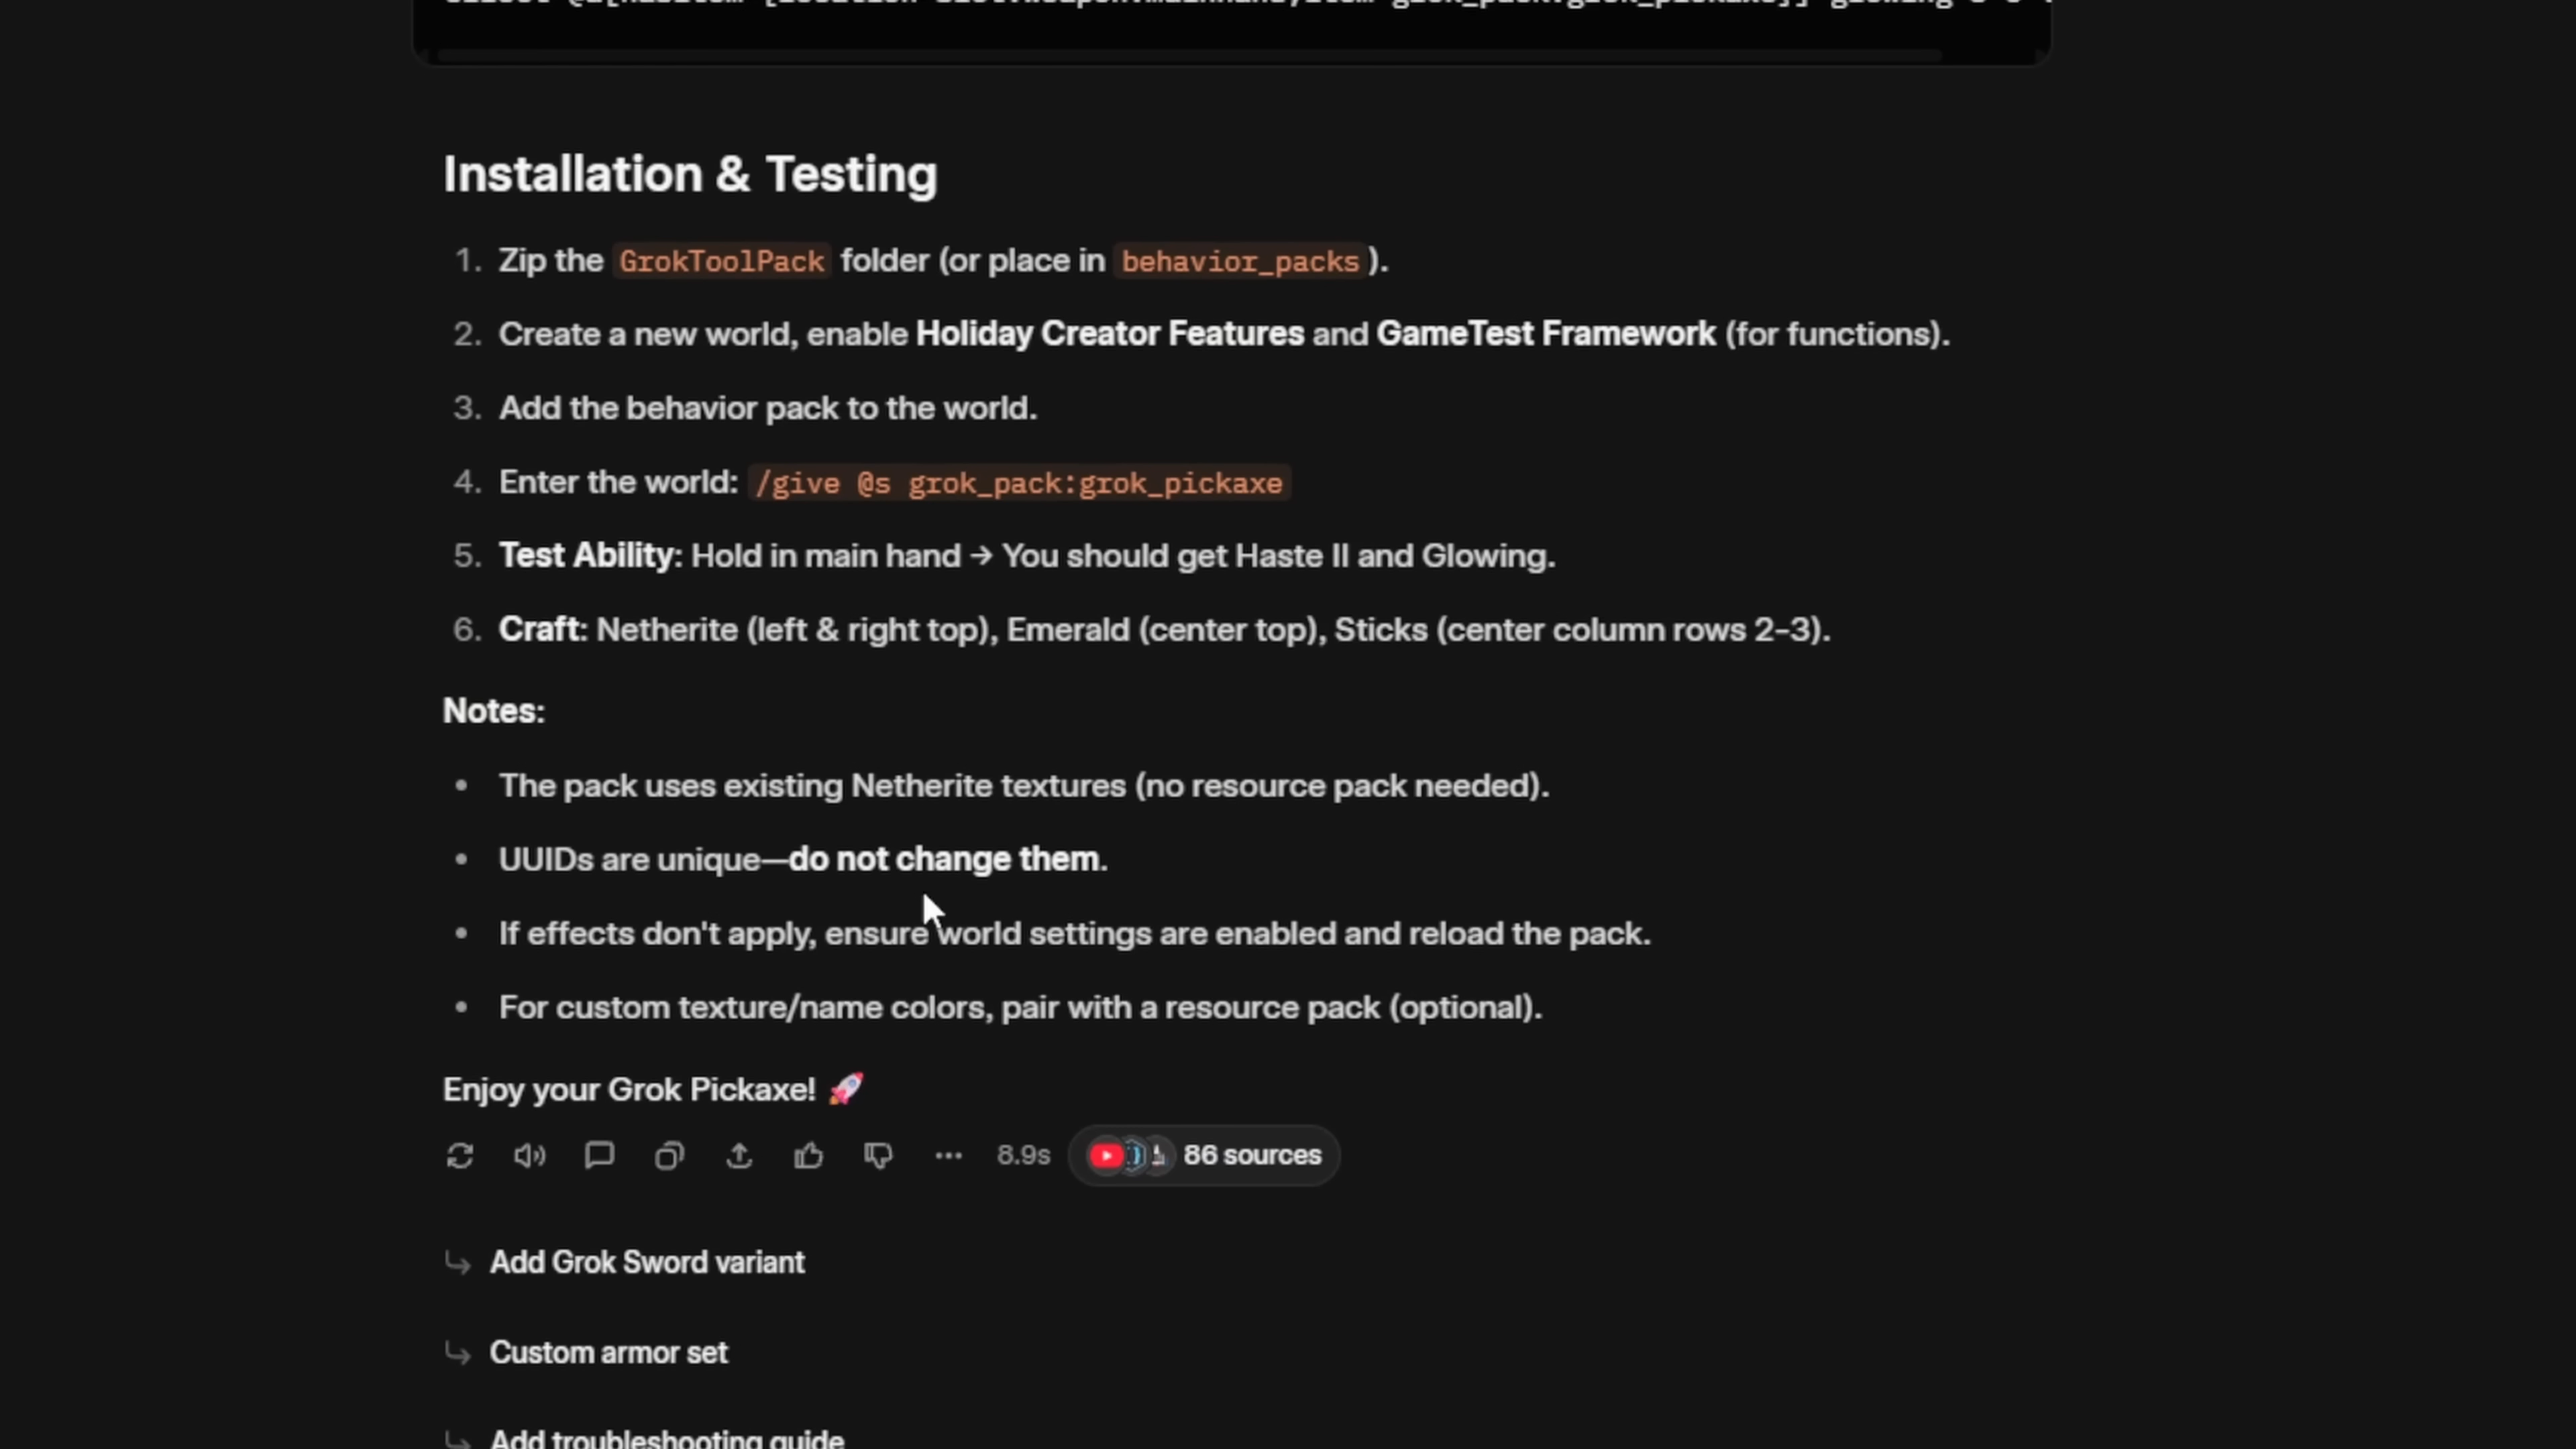 Installation & Testing
1. Zip the GrokToolPack folder (or place in behavior_packs).
2. Create a new world, enable Holiday Creator Features and GameTest Framework (for functions).
3. Add the behavior pack to the world.
4. Enter the world: /give @s grok_pack:grok_pickaxe
5. Test Ability: Hold in main hand → You should get Haste II and Glowing.
6. Craft: Netherite (left & right top), Emerald (center top), Sticks (center column rows 2–3).
Notes:
• The pack uses existing Netherite textures (no resource pack needed).
• UUIDs are unique—do not change them.
• If effects don't apply, ensure world settings are enabled and reload the pack.
• For custom texture/name colors, pair with a resource pack (optional).
Enjoy your Grok Pickaxe! 🚀
8.9s 86 sources
Add Grok Sword variant
Custom armor set
Add troubleshooting guide